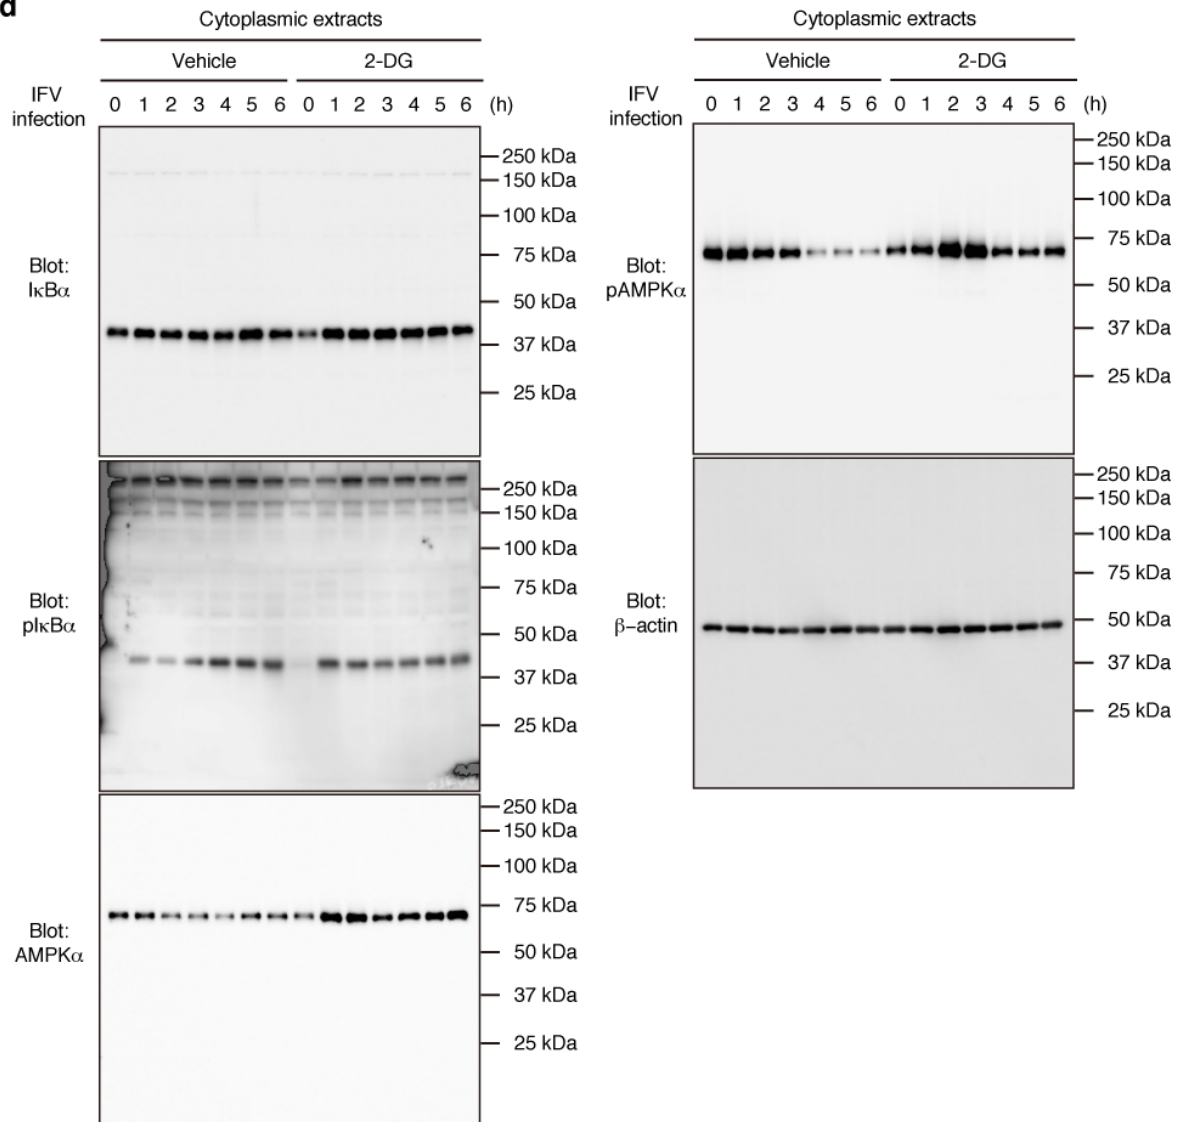 d
Cytoplasmic extracts
Vehicle 2-DG
IFV
infection
0 1 2 3 4 5 6 0 1 2 3 4 5 6 (h)
250 kDa
150 kDa
100 kDa
75 kDa
50 kDa
37 kDa
25 kDa
Blot:
IκBα
250 kDa
150 kDa
100 kDa
75 kDa
50 kDa
37 kDa
25 kDa
Blot:
pIκBα
250 kDa
150 kDa
100 kDa
75 kDa
50 kDa
37 kDa
25 kDa
Blot:
AMPKα
Cytoplasmic extracts
Vehicle 2-DG
IFV
infection
0 1 2 3 4 5 6 0 1 2 3 4 5 6 (h)
250 kDa
150 kDa
100 kDa
75 kDa
50 kDa
37 kDa
25 kDa
Blot:
pAMPKα
250 kDa
150 kDa
100 kDa
75 kDa
50 kDa
37 kDa
25 kDa
Blot:
β–actin